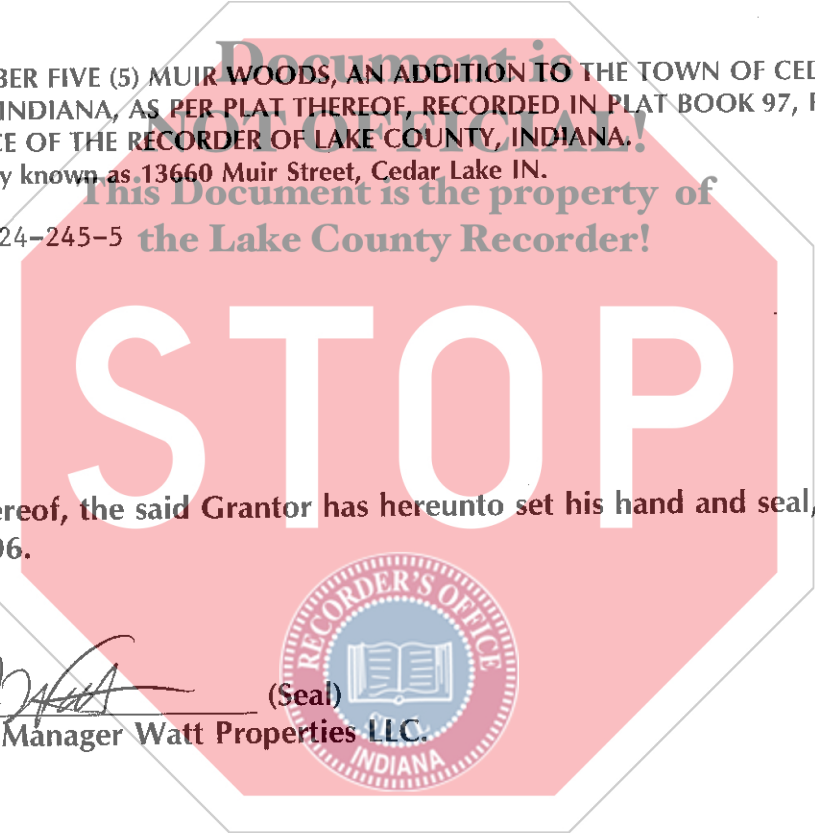 Document is
BER FIVE (5) MUIR WOODS, AN ADDITION TO THE TOWN OF CED
INDIANA, AS PER PLAT THEREOF, RECORDED IN PLAT BOOK 97, P
NOT OFFICIAL!
CE OF THE RECORDER OF LAKE COUNTY, INDIANA.
y known as 13660 Muir Street, Cedar Lake IN.
This Document is the property of
24-245-5
the Lake County Recorder!
STOP
ereof, the said Grantor has hereunto set his hand and seal,
06.
RECORDER'S OFFICE
(Seal)
Manager Watt Properties LLC.
INDIANA